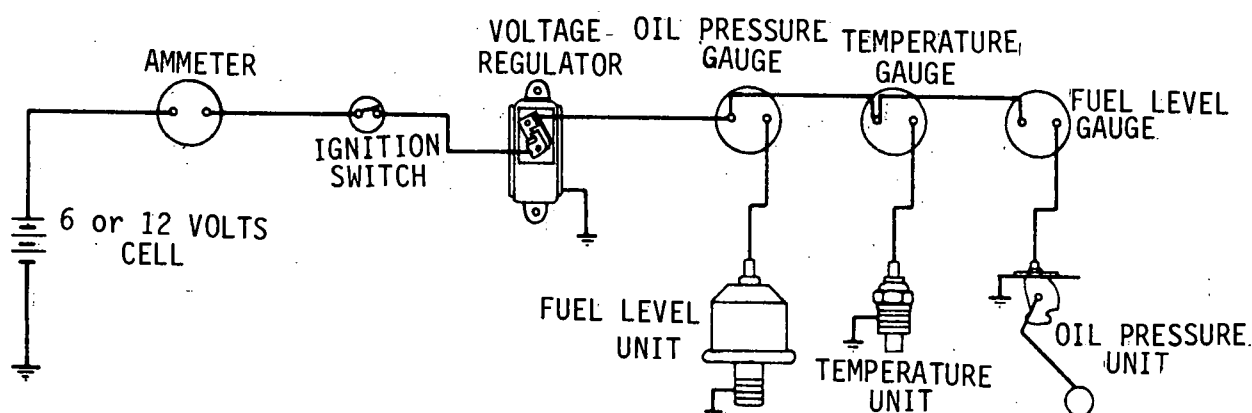 AMMETER
VOLTAGE
REGULATOR
OIL PRESSURE
GAUGE
TEMPERATURE
GAUGE
FUEL LEVEL
GAUGE
IGNITION
SWITCH
6 or 12 VOLTS
CELL
FUEL LEVEL
UNIT
TEMPERATURE
UNIT
OIL PRESSURE
UNIT